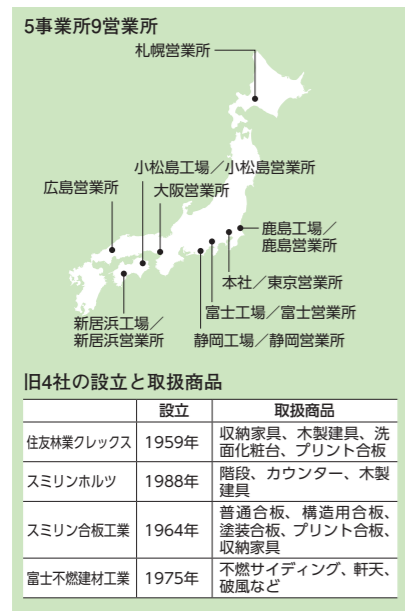 5事業所9営業所
札幌営業所
小松島工場／小松島営業所
広島営業所
大阪営業所
鹿島工場／
鹿島営業所
本社／東京営業所
富士工場／富士営業所
新居浜工場／
新居浜営業所
静岡工場／静岡営業所
旧4社の設立と取扱商品
設立 取扱商品
住友林業クレックス 1959年 収納家具、木製建具、洗
面化粧台、プリント合板
スミリンホルツ 1988年 階段、カウンター、木製
建具
スミリン合板工業 1964年 普通合板、構造用合板、
塗装合板、プリント合板、
収納家具
富士不燃建材工業 1975年 不燃サイディング、軒天、
破風など